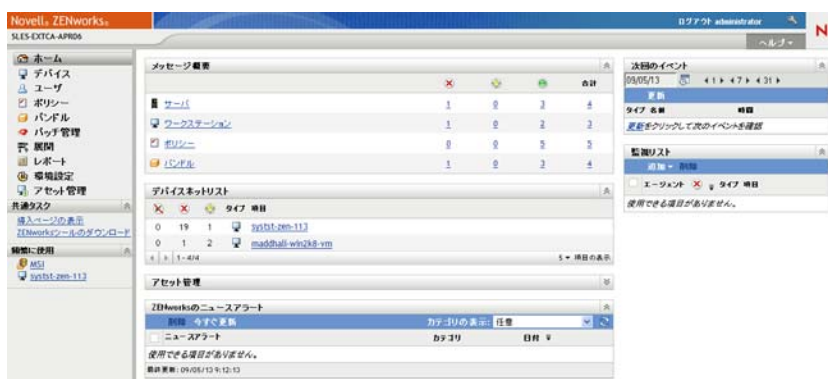 Novell® ZENworks®
ログアウト administrator
SLES-EXTCA-APR06
ヘルプ
N
ホーム
デバイス
ユーザ
ポリシー
バンドル
パッチ管理
展開
レポート
環境設定
アセット管理
共通タスク
導入ページの表示
ZENworksツールのダウンロード
頻繁に使用
MSI
systst-zen-113
メッセージ概要
合計
サーバ 1 0 3 4
ワークステーション 1 0 2 3
ポリシー 0 0 5 5
バンドル 1 0 3 4
デバイスホットリスト
タイプ 項目
0 19 1 systst-zen-113
0 1 2 maddhali-win2k8-vm
1 - 4/4 5 項目の表示
アセット管理
ZENworksのニュースアラート
削除 今すぐ更新 カテゴリの表示: 任意
ニュースアラート カテゴリ 日付
使用できる項目がありません。
最終更新: 09/05/13 9:12:13
次回のイベント
09/05/13 1 7 31
更新
タイプ 名前 時間
更新をクリックして次のイベントを確認
監視リスト
追加 削除
エージェント タイプ 項目
使用できる項目がありません。